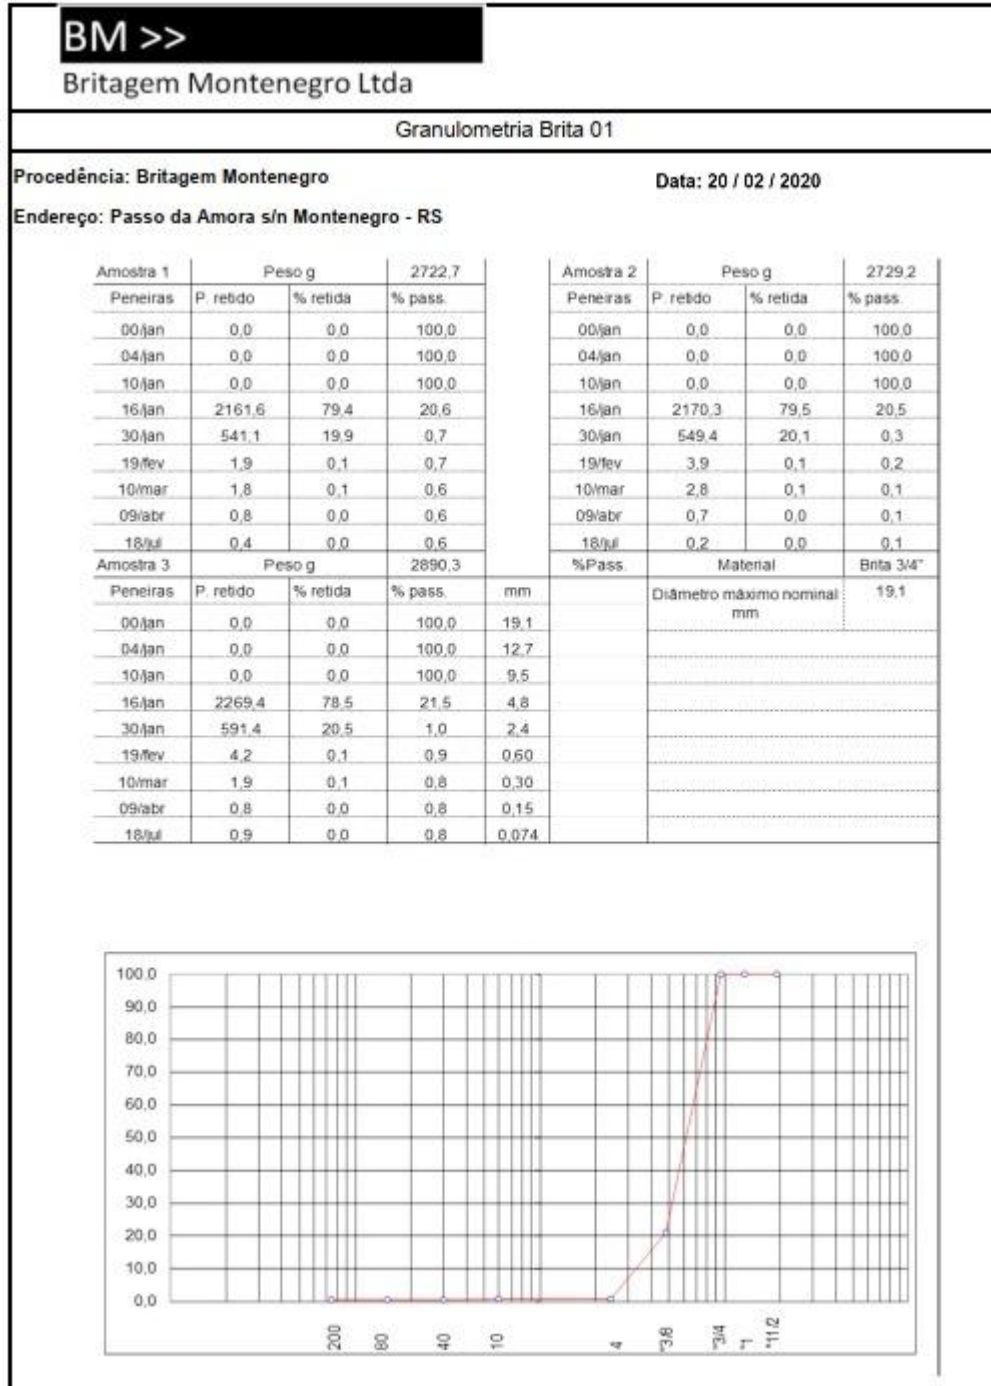 BM >>
Britagem Montenegro Ltda
Granulometria Brita 01
Procedência: Britagem Montenegro
Data: 20 / 02 / 2020
Endereço: Passo da Amora s/n Montenegro - RS
Amostra 1 Peso g 2722,7
Peneiras P. retido % retida % pass.
00/jan 0,0 0,0 100,0
04/jan 0,0 0,0 100,0
10/jan 0,0 0,0 100,0
16/jan 2161,6 79,4 20,6
30/jan 541,1 19,9 0,7
19/fev 1,9 0,1 0,7
10/mar 1,8 0,1 0,6
09/abr 0,8 0,0 0,6
18/jul 0,4 0,0 0,6
Amostra 2 Peso g 2729,2
Peneiras P. retido % retida % pass.
00/jan 0,0 0,0 100,0
04/jan 0,0 0,0 100,0
10/jan 0,0 0,0 100,0
16/jan 2170,3 79,5 20,5
30/jan 549,4 20,1 0,3
19/fev 3,9 0,1 0,2
10/mar 2,8 0,1 0,1
09/abr 0,7 0,0 0,1
18/jul 0,2 0,0 0,1
Amostra 3 Peso g 2890,3
Peneiras P. retido % retida % pass. mm
00/jan 0,0 0,0 100,0 19,1
04/jan 0,0 0,0 100,0 12,7
10/jan 0,0 0,0 100,0 9,5
16/jan 2269,4 78,5 21,5 4,8
30/jan 591,4 20,5 1,0 2,4
19/fev 4,2 0,1 0,9 0,60
10/mar 1,9 0,1 0,8 0,30
09/abr 0,8 0,0 0,8 0,15
18/jul 0,9 0,0 0,8 0,074
%Pass. Material Brita 3/4"
Diâmetro máximo nominal 19,1
mm
100,0
90,0
80,0
70,0
60,0
50,0
40,0
30,0
20,0
10,0
0,0
200 80 40 10 4 "3/8 "3/4 "1 "11/2